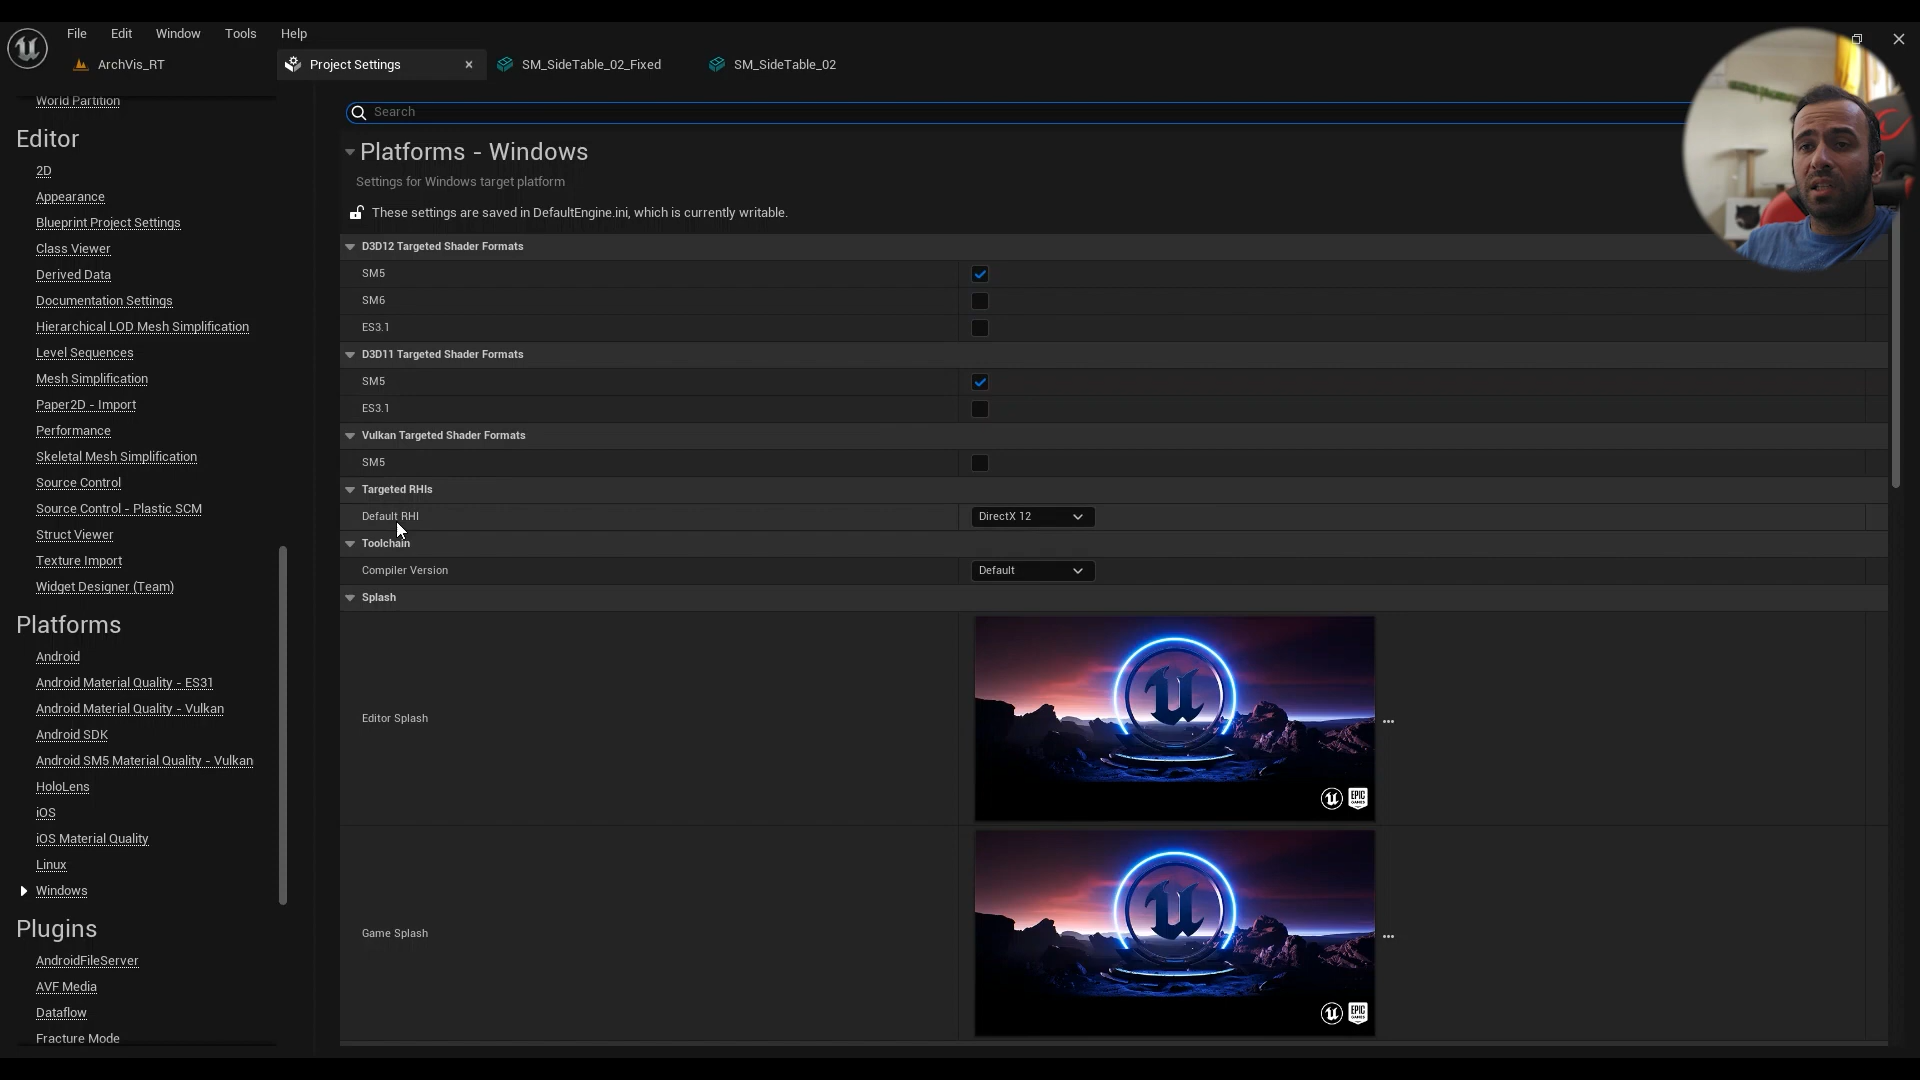 File Edit Window Tools Help
ArchVis_RT Project Settings SM_SideTable_02_Fixed SM_SideTable_02
World Partition
Editor
2D
Appearance
Blueprint Project Settings
Class Viewer
Derived Data
Documentation Settings
Hierarchical LOD Mesh Simplification
Level Sequences
Mesh Simplification
Paper2D - Import
Performance
Skeletal Mesh Simplification
Source Control
Source Control - Plastic SCM
Struct Viewer
Texture Import
Widget Designer (Team)
Platforms
Android
Android Material Quality - ES31
Android Material Quality - Vulkan
Android SDK
Android SM5 Material Quality - Vulkan
HoloLens
iOS
iOS Material Quality
Linux
Windows
Plugins
AndroidFileServer
AVF Media
Dataflow
Fracture Mode
Search
Platforms - Windows
Settings for Windows target platform
These settings are saved in DefaultEngine.ini, which is currently writable.
D3D12 Targeted Shader Formats
SM5
SM6
ES3.1
D3D11 Targeted Shader Formats
SM5
ES3.1
Vulkan Targeted Shader Formats
SM5
Targeted RHIs
Default RHI DirectX 12
Toolchain
Compiler Version Default
Splash
Editor Splash
EPIC GAMES
Game Splash
EPIC GAMES